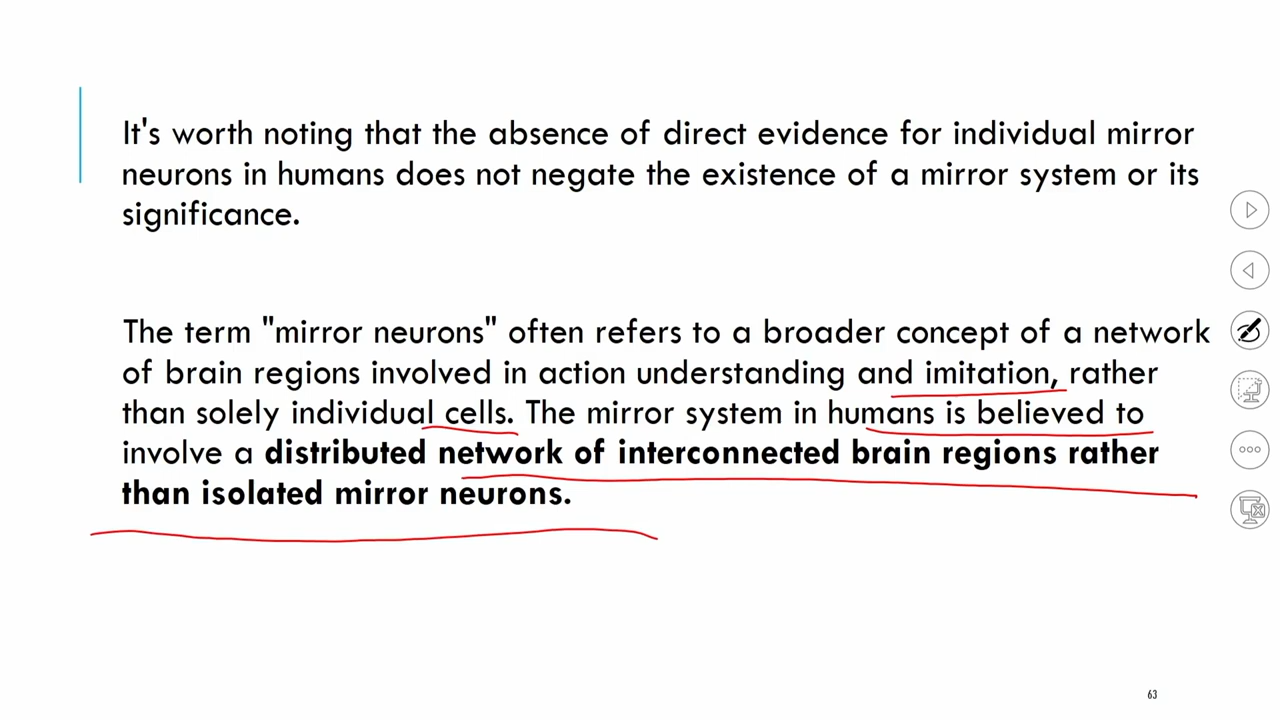 It's worth noting that the absence of direct evidence for individual mirror
neurons in humans does not negate the existence of a mirror system or its
significance.
The term "mirror neurons" often refers to a broader concept of a network
of brain regions involved in action understanding and imitation, rather
than solely individual cells. The mirror system in humans is believed to
involve a distributed network of interconnected brain regions rather
than isolated mirror neurons.
63